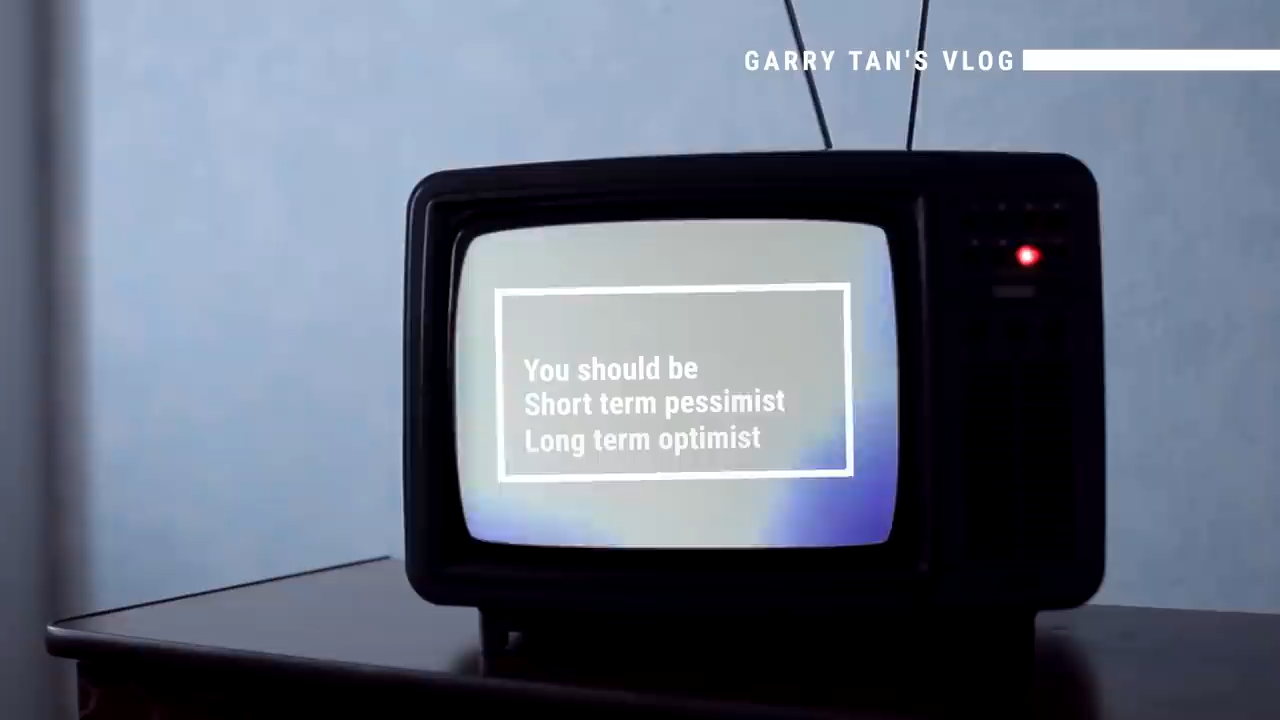 GARRY TAN'S VLOG
You should be
Short term pessimist
Long term optimist